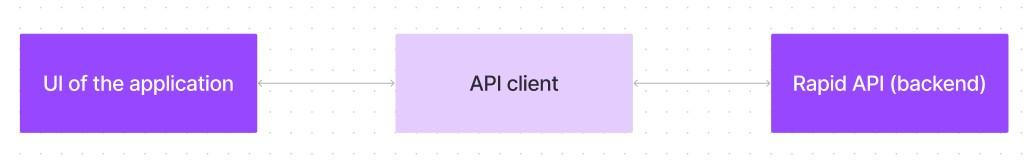 UI of the application
API client
Rapid API (backend)